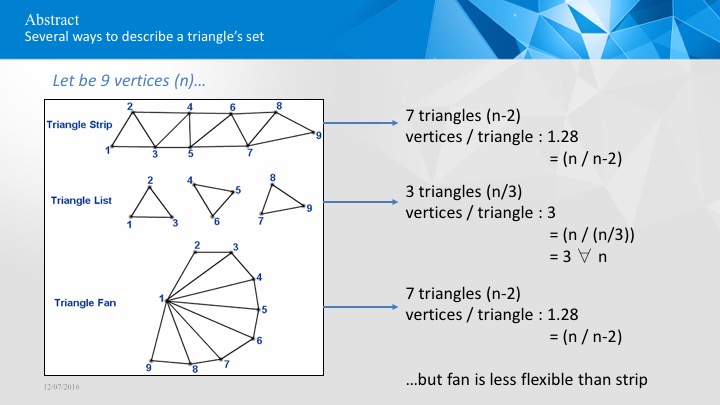 Abstract
Several ways to describe a triangle's set
Let be 9 vertices (n)…
Triangle Strip
2 4 6 8
1 3 5 7 9
7 triangles (n-2)
vertices / triangle : 1.28
= (n / n-2)
Triangle List
2 4 5 8
1 3 6 7 9
3 triangles (n/3)
vertices / triangle : 3
= (n / (n/3))
= 3 ∀ n
Triangle Fan
2 3
4
1 5
6
9 8 7
7 triangles (n-2)
vertices / triangle : 1.28
= (n / n-2)
…but fan is less flexible than strip
12/07/2016